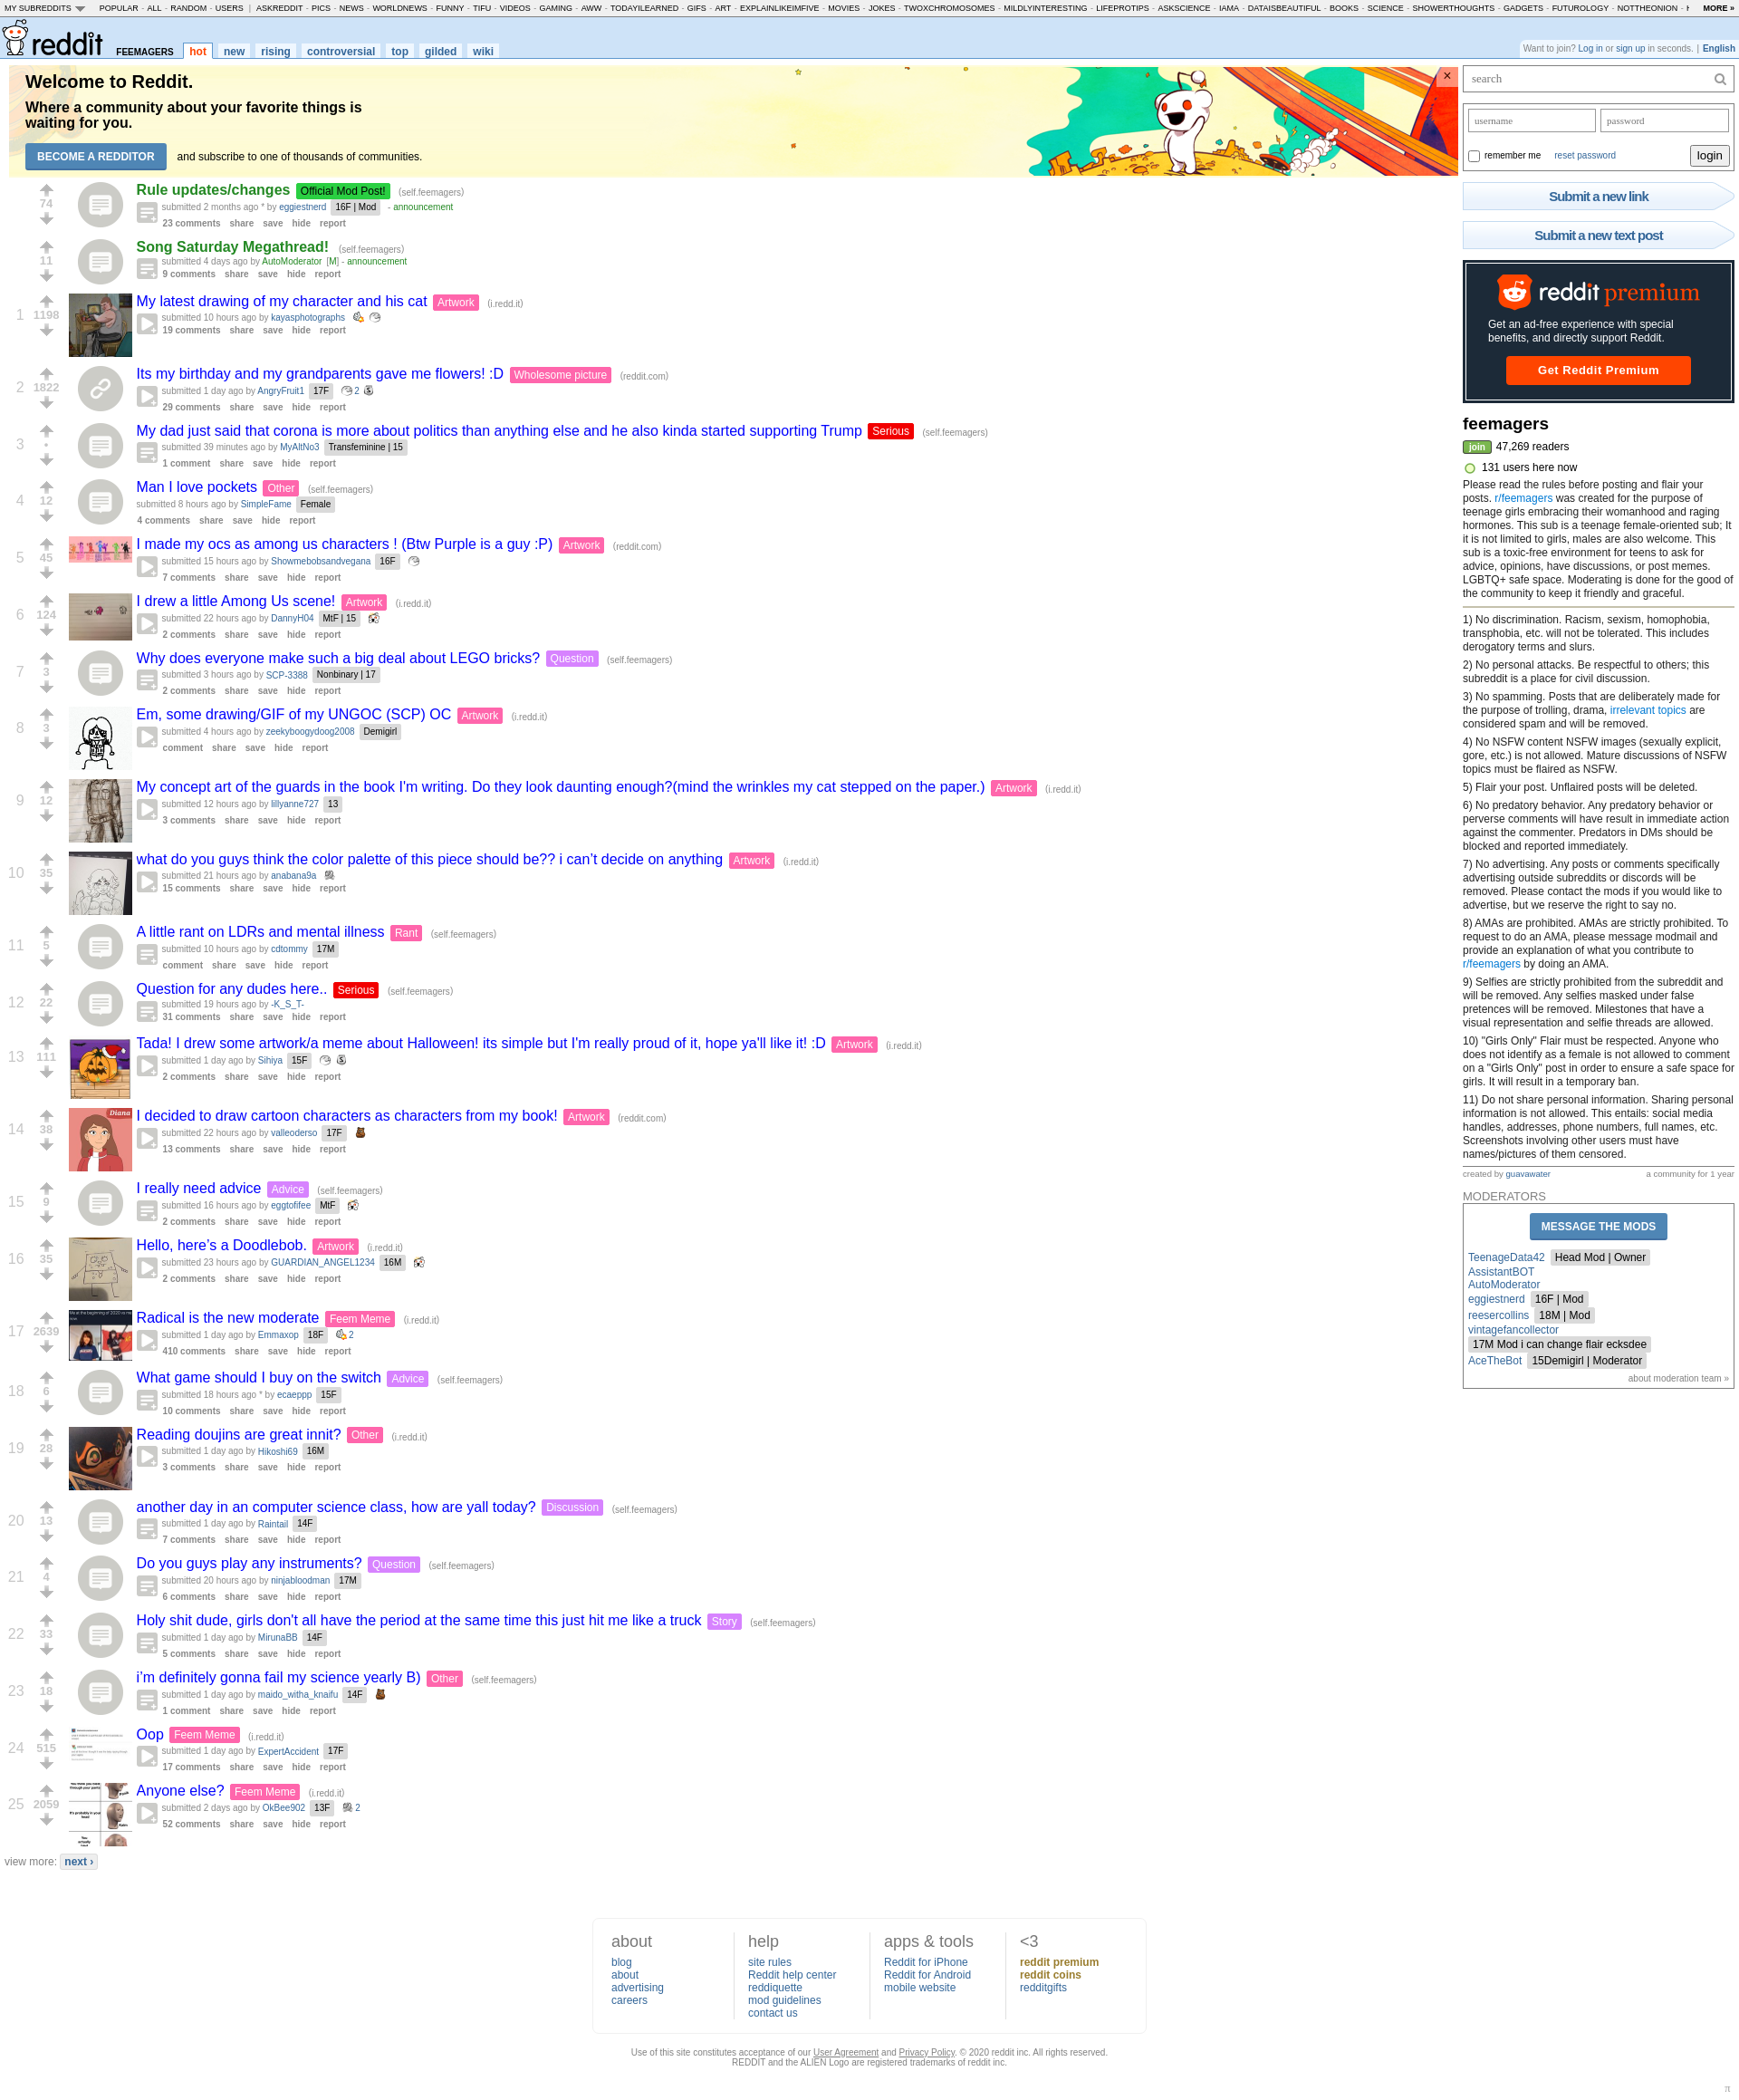 MY SUBREDDITS POPULAR - ALL - RANDOM - USERS | ASKREDDIT - PICS - NEWS - WORLDNEWS - FUNNY - TIFU - VIDEOS - GAMING - AWW - TODAYILEARNED - GIFS - ART - EXPLAINLIKEIMFIVE - MOVIES - JOKES - TWOXCHROMOSOMES - MILDLYINTERESTING - LIFEPROTIPS - ASKSCIENCE - IAMA - DATAISBEAUTIFUL - BOOKS - SCIENCE - SHOWERTHOUGHTS - GADGETS - FUTUROLOGY - NOTTHEONION - MORE »
reddit FEEMAGERS hot new rising controversial top gilded wiki
Want to join? Log in or sign up in seconds. | English
Welcome to Reddit.
Where a community about your favorite things is
waiting for you.
BECOME A REDDITOR and subscribe to one of thousands of communities.
×
74
Rule updates/changes Official Mod Post! (self.feemagers)
submitted 2 months ago * by eggiestnerd 16F | Mod - announcement
23 comments share save hide report
11
Song Saturday Megathread! (self.feemagers)
submitted 4 days ago by AutoModerator [M] - announcement
9 comments share save hide report
1 1198
My latest drawing of my character and his cat Artwork (i.redd.it)
submitted 10 hours ago by kayasphotographs
19 comments share save hide report
2 1822
Its my birthday and my grandparents gave me flowers! :D Wholesome picture (reddit.com)
submitted 1 day ago by AngryFruit1 17F 2
29 comments share save hide report
3 •
My dad just said that corona is more about politics than anything else and he also kinda started supporting Trump Serious (self.feemagers)
submitted 39 minutes ago by MyAltNo3 Transfeminine | 15
1 comment share save hide report
4 12
Man I love pockets Other (self.feemagers)
submitted 8 hours ago by SimpleFame Female
4 comments share save hide report
5 45
I made my ocs as among us characters ! (Btw Purple is a guy :P) Artwork (reddit.com)
submitted 15 hours ago by Showmebobsandvegana 16F
7 comments share save hide report
6 124
I drew a little Among Us scene! Artwork (i.redd.it)
submitted 22 hours ago by DannyH04 MtF | 15
2 comments share save hide report
7 3
Why does everyone make such a big deal about LEGO bricks? Question (self.feemagers)
submitted 3 hours ago by SCP-3388 Nonbinary | 17
2 comments share save hide report
8 3
Em, some drawing/GIF of my UNGOC (SCP) OC Artwork (i.redd.it)
submitted 4 hours ago by zeekyboogydoog2008 Demigirl
comment share save hide report
9 12
My concept art of the guards in the book I'm writing. Do they look daunting enough?(mind the wrinkles my cat stepped on the paper.) Artwork (i.redd.it)
submitted 12 hours ago by lillyanne727 13
3 comments share save hide report
10 35
what do you guys think the color palette of this piece should be?? i can’t decide on anything Artwork (i.redd.it)
submitted 21 hours ago by anabana9a
15 comments share save hide report
11 5
A little rant on LDRs and mental illness Rant (self.feemagers)
submitted 10 hours ago by cdtommy 17M
comment share save hide report
12 22
Question for any dudes here.. Serious (self.feemagers)
submitted 19 hours ago by -K_S_T-
31 comments share save hide report
13 111
Tada! I drew some artwork/a meme about Halloween! its simple but I'm really proud of it, hope ya'll like it! :D Artwork (i.redd.it)
submitted 1 day ago by Sihiya 15F
2 comments share save hide report
14 38
Diana
I decided to draw cartoon characters as characters from my book! Artwork (reddit.com)
submitted 22 hours ago by valleoderso 17F
13 comments share save hide report
15 9
I really need advice Advice (self.feemagers)
submitted 16 hours ago by eggtofifee MtF
2 comments share save hide report
16 35
Hello, here’s a Doodlebob. Artwork (i.redd.it)
submitted 23 hours ago by GUARDIAN_ANGEL1234 16M
2 comments share save hide report
17 2639
Radical is the new moderate Feem Meme (i.redd.it)
submitted 1 day ago by Emmaxop 18F 2
410 comments share save hide report
18 6
What game should I buy on the switch Advice (self.feemagers)
submitted 18 hours ago * by ecaeppp 15F
10 comments share save hide report
19 28
Reading doujins are great innit? Other (i.redd.it)
submitted 1 day ago by Hikoshi69 16M
3 comments share save hide report
20 13
another day in an computer science class, how are yall today? Discussion (self.feemagers)
submitted 1 day ago by Raintail 14F
7 comments share save hide report
21 4
Do you guys play any instruments? Question (self.feemagers)
submitted 20 hours ago by ninjabloodman 17M
6 comments share save hide report
22 33
Holy shit dude, girls don't all have the period at the same time this just hit me like a truck Story (self.feemagers)
submitted 1 day ago by MirunaBB 14F
5 comments share save hide report
23 18
i’m definitely gonna fail my science yearly B) Other (self.feemagers)
submitted 1 day ago by maido_witha_knaifu 14F
1 comment share save hide report
24 515
Oop Feem Meme (i.redd.it)
submitted 1 day ago by ExpertAccident 17F
17 comments share save hide report
25 2059
Anyone else? Feem Meme (i.redd.it)
submitted 2 days ago by OkBee902 13F 2
52 comments share save hide report
view more: next ›
search
username password
remember me reset password login
Submit a new link
Submit a new text post
reddit premium
Get an ad-free experience with special
benefits, and directly support Reddit.
Get Reddit Premium
feemagers
join 47,269 readers
131 users here now
Please read the rules before posting and flair your
posts. r/feemagers was created for the purpose of
teenage girls embracing their womanhood and raging
hormones. This sub is a teenage female-oriented sub; It
it is not limited to girls, males are also welcome. This
sub is a toxic-free environment for teens to ask for
advice, opinions, have discussions, or post memes.
LGBTQ+ safe space. Moderating is done for the good of
the community to keep it friendly and graceful.
1) No discrimination. Racism, sexism, homophobia,
transphobia, etc. will not be tolerated. This includes
derogatory terms and slurs.
2) No personal attacks. Be respectful to others; this
subreddit is a place for civil discussion.
3) No spamming. Posts that are deliberately made for
the purpose of trolling, drama, irrelevant topics are
considered spam and will be removed.
4) No NSFW content NSFW images (sexually explicit,
gore, etc.) is not allowed. Mature discussions of NSFW
topics must be flaired as NSFW.
5) Flair your post. Unflaired posts will be deleted.
6) No predatory behavior. Any predatory behavior or
perverse comments will have result in immediate action
against the commenter. Predators in DMs should be
blocked and reported immediately.
7) No advertising. Any posts or comments specifically
advertising outside subreddits or discords will be
removed. Please contact the mods if you would like to
advertise, but we reserve the right to say no.
8) AMAs are prohibited. AMAs are strictly prohibited. To
request to do an AMA, please message modmail and
provide an explanation of what you contribute to
r/feemagers by doing an AMA.
9) Selfies are strictly prohibited from the subreddit and
will be removed. Any selfies masked under false
pretences will be removed. Milestones that have a
visual representation and selfie threads are allowed.
10) "Girls Only" Flair must be respected. Anyone who
does not identify as a female is not allowed to comment
on a "Girls Only" post in order to ensure a safe space for
girls. It will result in a temporary ban.
11) Do not share personal information. Sharing personal
information is not allowed. This entails: social media
handles, addresses, phone numbers, full names, etc.
Screenshots involving other users must have
names/pictures of them censored.
created by guavawater a community for 1 year
MODERATORS
MESSAGE THE MODS
TeenageData42 Head Mod | Owner
AssistantBOT
AutoModerator
eggiestnerd 16F | Mod
reesercollins 18M | Mod
vintagefancollector
17M Mod i can change flair ecksdee
AceTheBot 15Demigirl | Moderator
about moderation team »
about
blog
about
advertising
careers
help
site rules
Reddit help center
reddiquette
mod guidelines
contact us
apps & tools
Reddit for iPhone
Reddit for Android
mobile website
<3
reddit premium
reddit coins
redditgifts
Use of this site constitutes acceptance of our User Agreement and Privacy Policy. © 2020 reddit inc. All rights reserved.
REDDIT and the ALIEN Logo are registered trademarks of reddit inc.
π